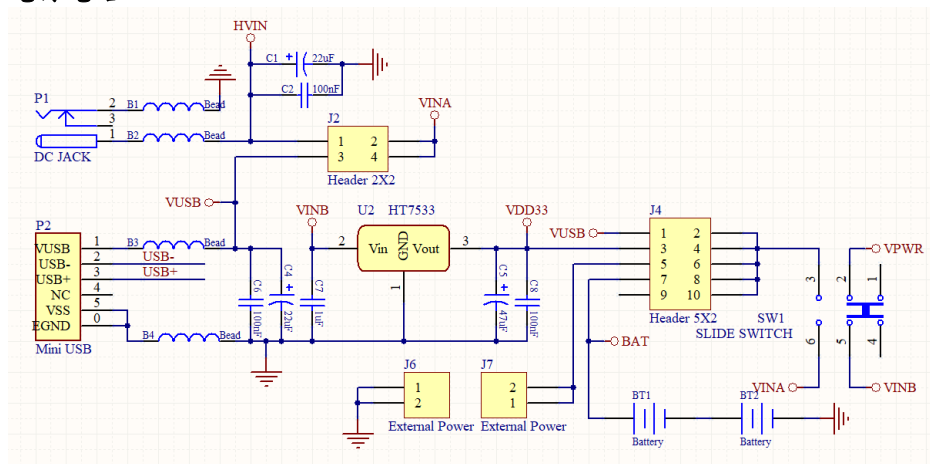 HVIN
C1 + 22uF
C2 100nF
P1
2 B1 Bead
3
1 B2 Bead
DC JACK
VINA
J2
1 2
3 4
Header 2X2
VUSB
P2
VUSB 1 B3 Bead
USB- 2 USB-
USB+ 3 USB+
NC 4
VSS 5
EGND 0 B4 Bead
Mini USB
C6 100nF
C4 + 22uF
C7 1uF
VINB
U2 HT7533
2 Vin GND Vout 3
1
VDD33
C5 + 47uF
C8 100nF
J4
VUSB 1 2
3 4
5 6
7 8
9 10
Header 5X2
BAT
SW1
SLIDE SWITCH
VPWR
3 2 1
6 5 4
VINA
VINB
J6
1
2
External Power
J7
2
1
External Power
BT1
Battery
BT2
Battery